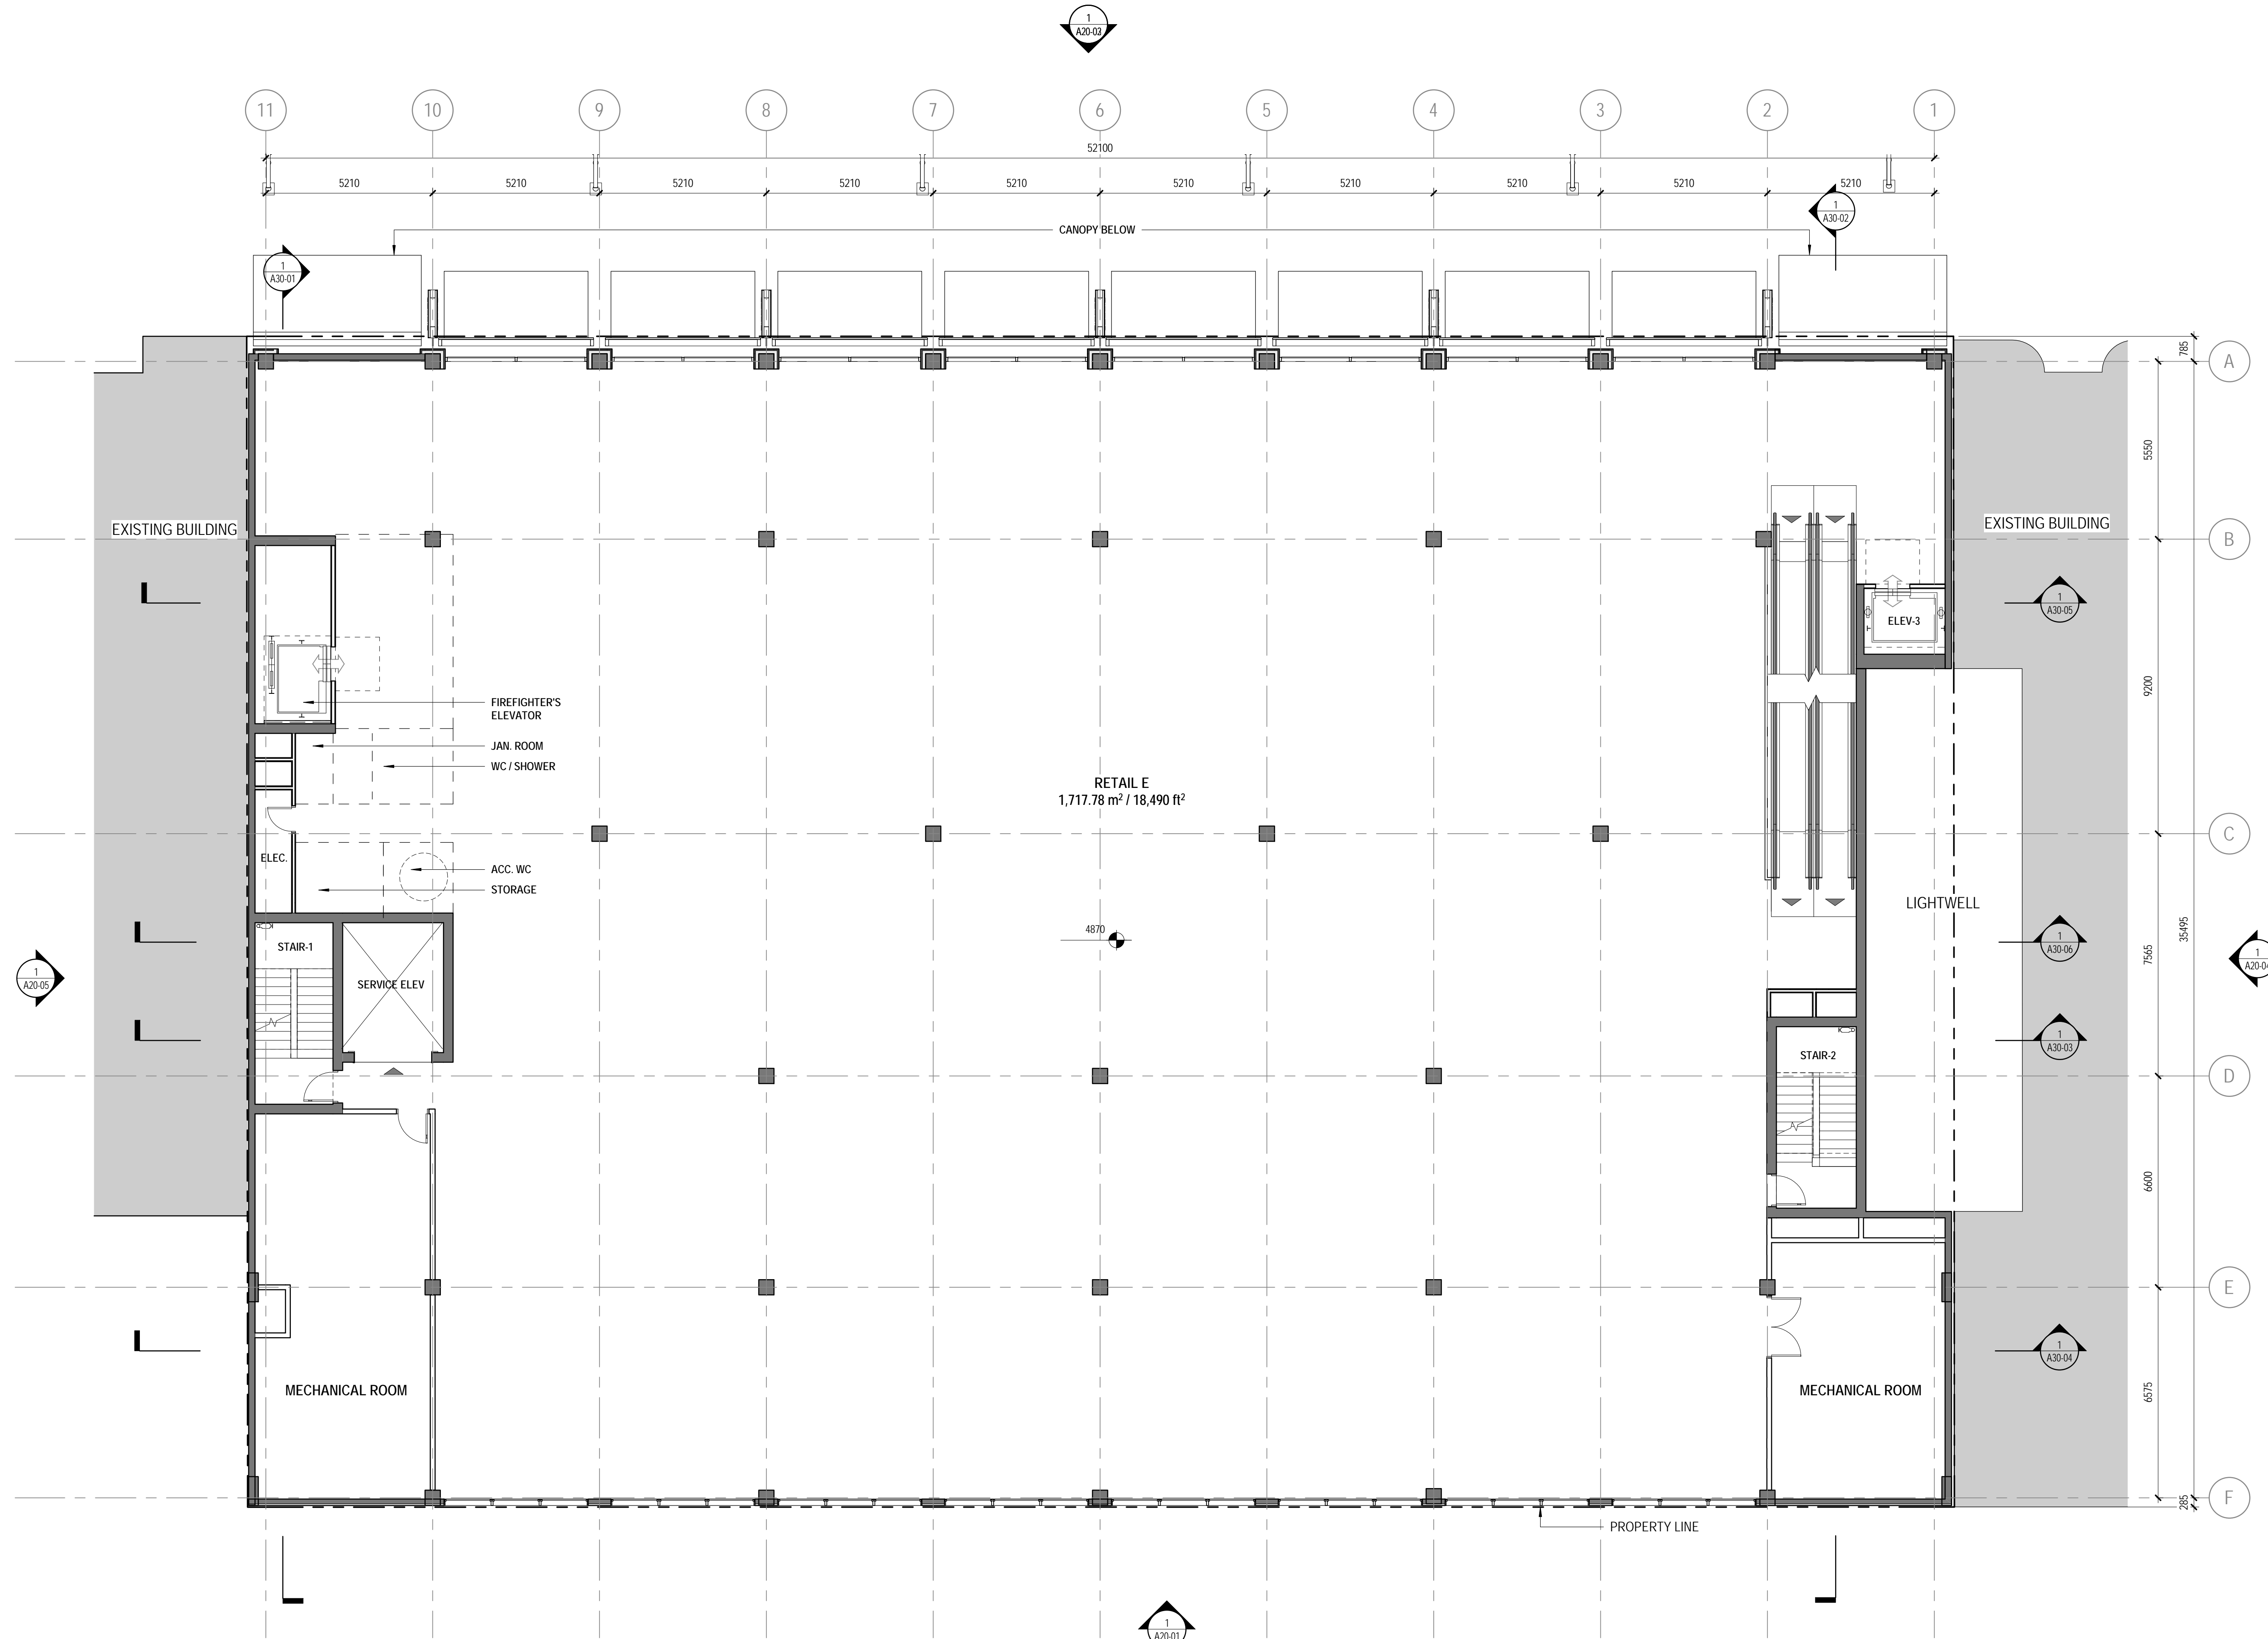 1
A20-03
11
10
9
8
7
6
5
4
3
2
1
52100
5210
5210
5210
5210
5210
5210
5210
5210
5210
5210
CANOPY BELOW
1
A30-01
1
A30-02
785
A
5550
EXISTING BUILDING
EXISTING BUILDING
B
1
A30-05
ELEV-3
9200
FIREFIGHTER'S
ELEVATOR
JAN. ROOM
WC / SHOWER
RETAIL E
1,717.78 m² / 18,490 ft²
C
ELEC.
ACC. WC
STORAGE
LIGHTWELL
4870
STAIR-1
SERVICE ELEV
1
A30-06
7565
35495
1
A20-05
1
A20-04
1
A30-03
STAIR-2
D
6600
E
1
A30-04
MECHANICAL ROOM
MECHANICAL ROOM
6575
285
F
PROPERTY LINE
1
A20-01